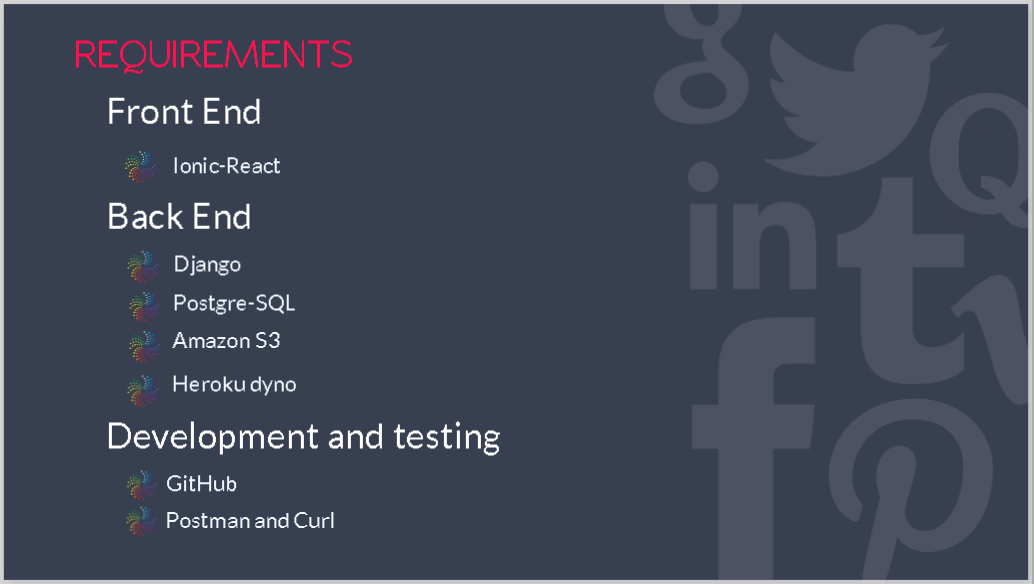 REQUIREMENTS
Front End
Ionic-React
Back End
Django
Postgre-SQL
Amazon S3
Heroku dyno
Development and testing
GitHub
Postman and Curl